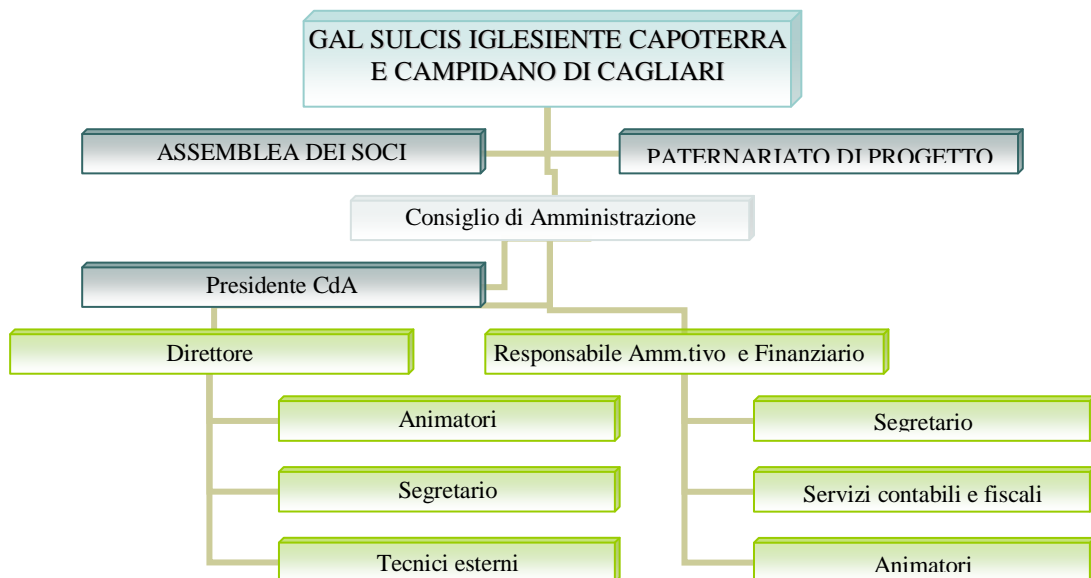 GAL SULCIS IGLESIENTE CAPOTERRA
E CAMPIDANO DI CAGLIARI
ASSEMBLEA DEI SOCI
PATERNARIATO DI PROGETTO
Consiglio di Amministrazione
Presidente CdA
Direttore
Responsabile Amm.tivo e Finanziario
Animatori
Segretario
Segretario
Servizi contabili e fiscali
Tecnici esterni
Animatori